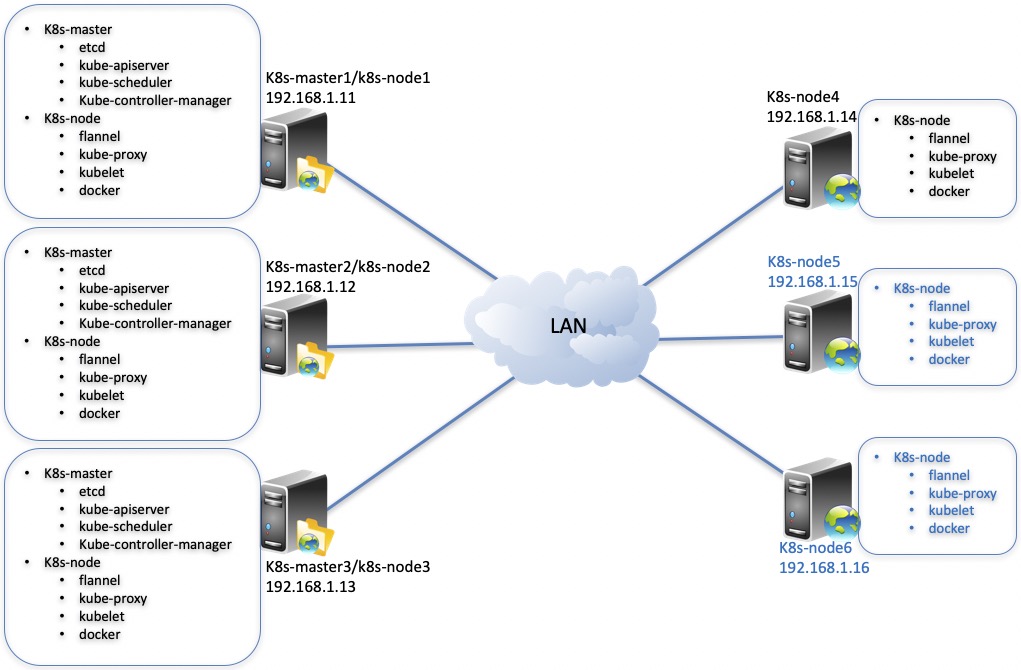 K8s-master
etcd
kube-apiserver
kube-scheduler
Kube-controller-manager
K8s-node
flannel
kube-proxy
kubelet
docker
K8s-master1/k8s-node1
192.168.1.11
K8s-master
etcd
kube-apiserver
kube-scheduler
Kube-controller-manager
K8s-node
flannel
kube-proxy
kubelet
docker
K8s-master2/k8s-node2
192.168.1.12
K8s-master
etcd
kube-apiserver
kube-scheduler
Kube-controller-manager
K8s-node
flannel
kube-proxy
kubelet
docker
K8s-master3/k8s-node3
192.168.1.13
LAN
K8s-node4
192.168.1.14
K8s-node
flannel
kube-proxy
kubelet
docker
K8s-node5
192.168.1.15
K8s-node
flannel
kube-proxy
kubelet
docker
K8s-node
flannel
kube-proxy
kubelet
docker
K8s-node6
192.168.1.16